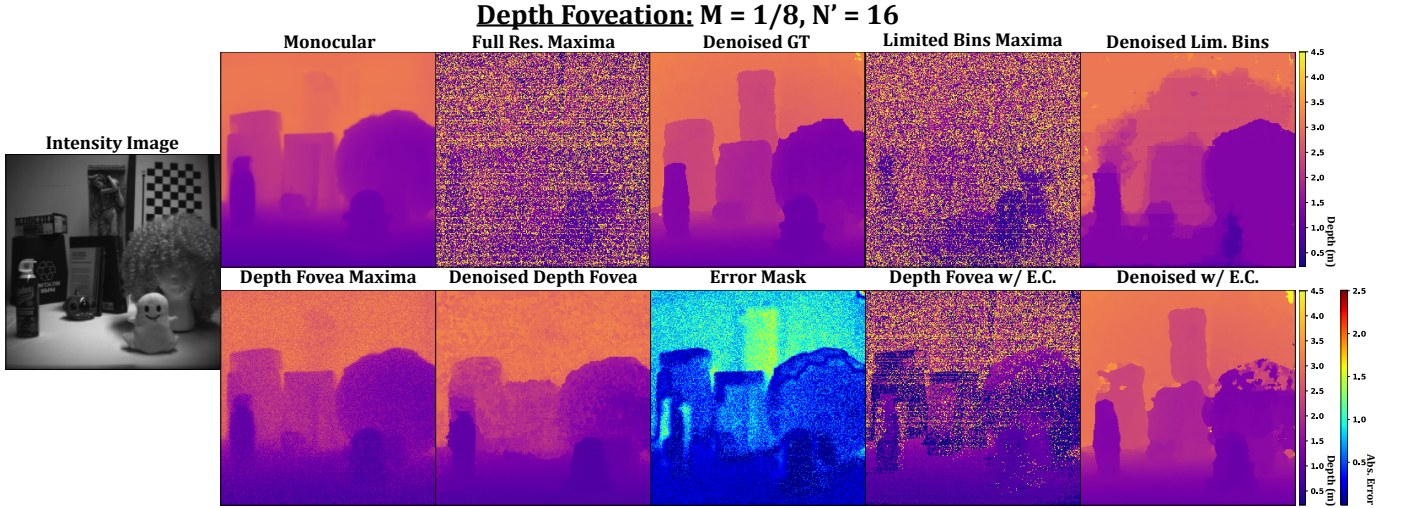 Depth Foveation: M = 1/8, N’ = 16
Monocular
Full Res. Maxima
Denoised GT
Limited Bins Maxima
Denoised Lim. Bins
4.5
4.0
3.5
3.0
2.5
2.0
1.5
1.0
0.5
Depth (m)
Intensity Image
Depth Fovea Maxima
Denoised Depth Fovea
Error Mask
Depth Fovea w/ E.C.
Denoised w/ E.C.
4.5
4.0
3.5
3.0
2.5
2.0
1.5
1.0
0.5
Depth (m)
2.5
2.0
1.5
1.0
0.5
Abs. Error